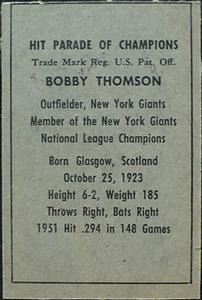 HIT PARADE OF CHAMPIONS
Trade Mark Reg. U.S. Pat. Off.
BOBBY THOMSON
Outfielder, New York Giants
Member of the New York Giants
National League Champions
Born Glasgow, Scotland
October 25, 1923
Height 6-2, Weight 185
Throws Right, Bats Right
1951 Hit .294 in 148 Games